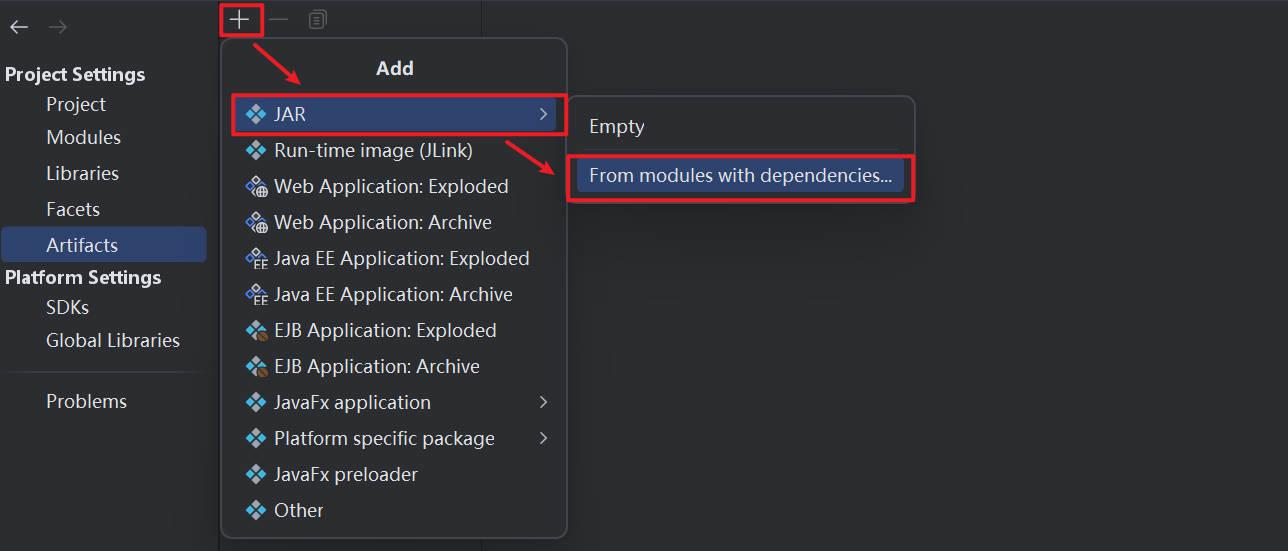 Project Settings
Project
Modules
Libraries
Facets
Artifacts
Platform Settings
SDKs
Global Libraries
Problems
Add
JAR
Run-time image (JLink)
Web Application: Exploded
Web Application: Archive
Java EE Application: Exploded
Java EE Application: Archive
EJB Application: Exploded
EJB Application: Archive
JavaFx application
Platform specific package
JavaFx preloader
Other
Empty
From modules with dependencies...